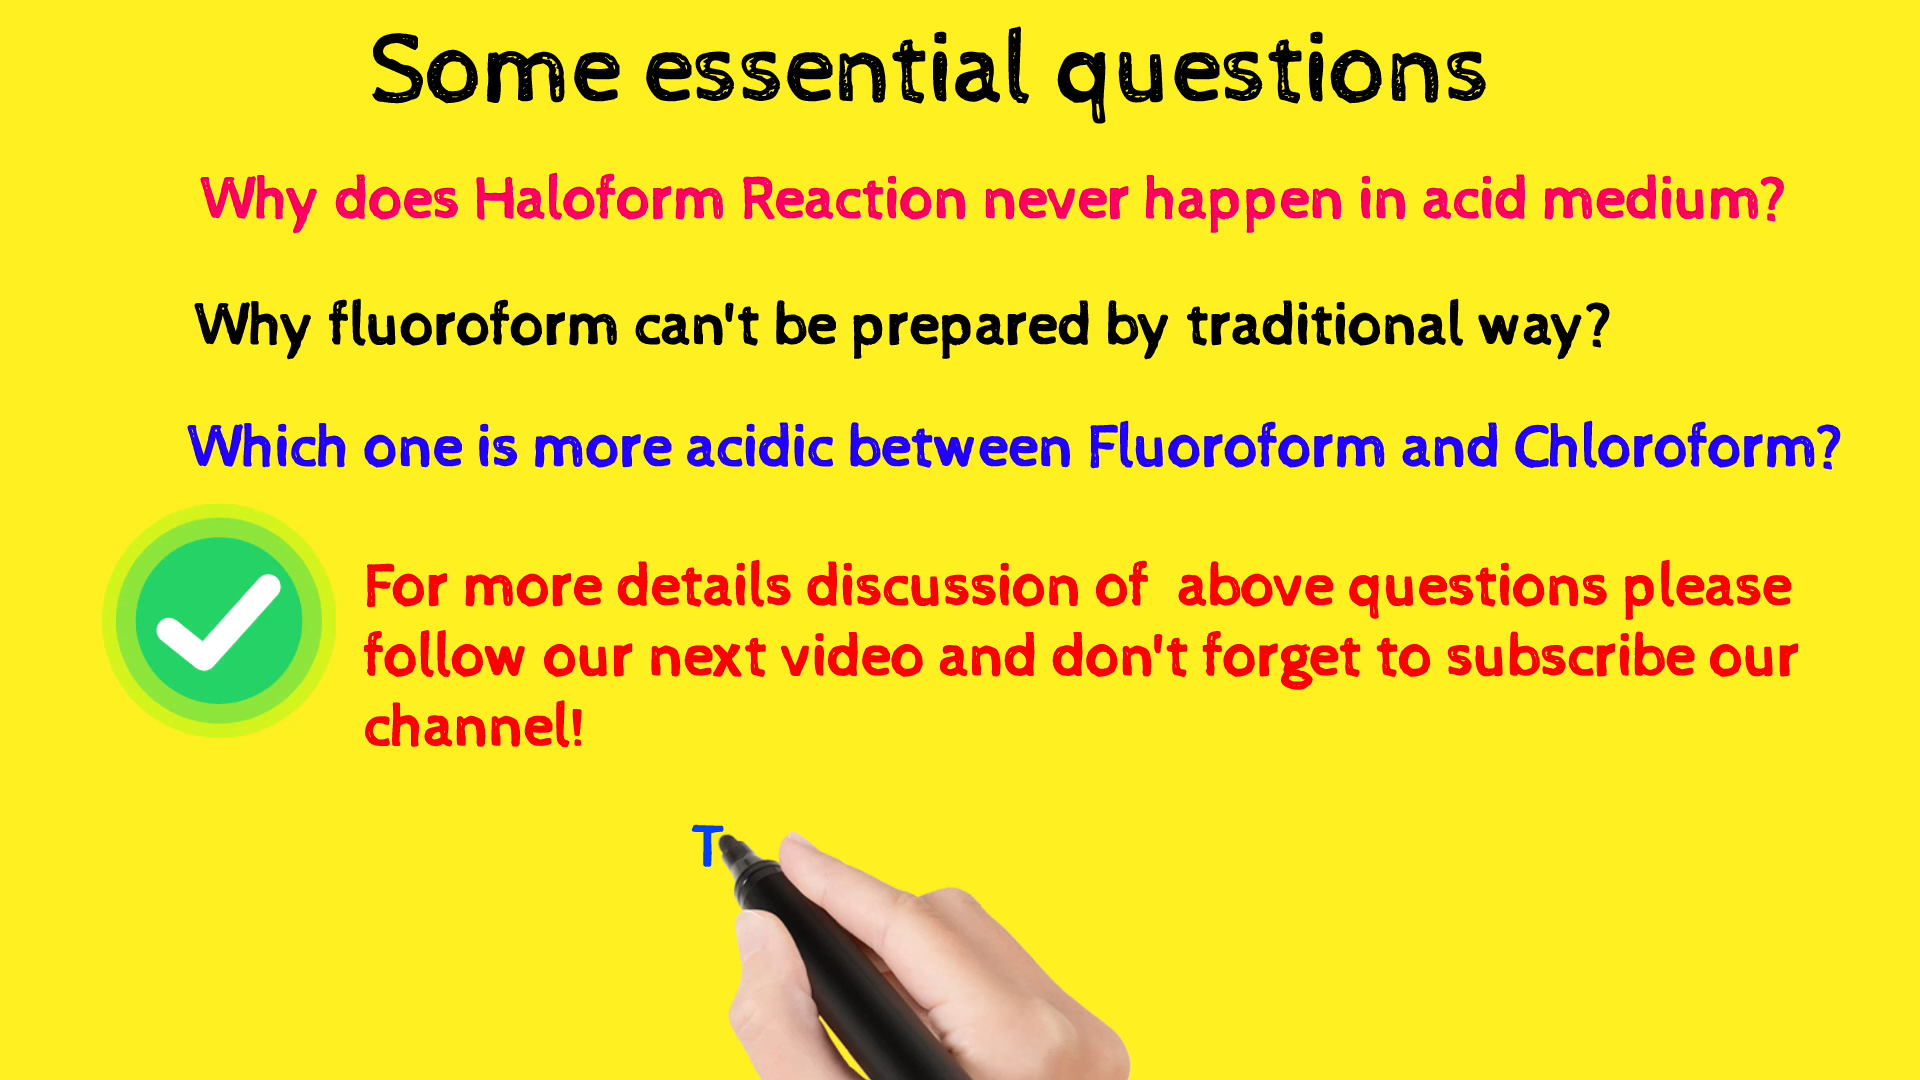 Some essential questions
Why does Haloform Reaction never happen in acid medium?
Why fluoroform can't be prepared by traditional way?
Which one is more acidic between Fluoroform and Chloroform?
For more details discussion of above questions please
follow our next video and don't forget to subscribe our
channel!
T